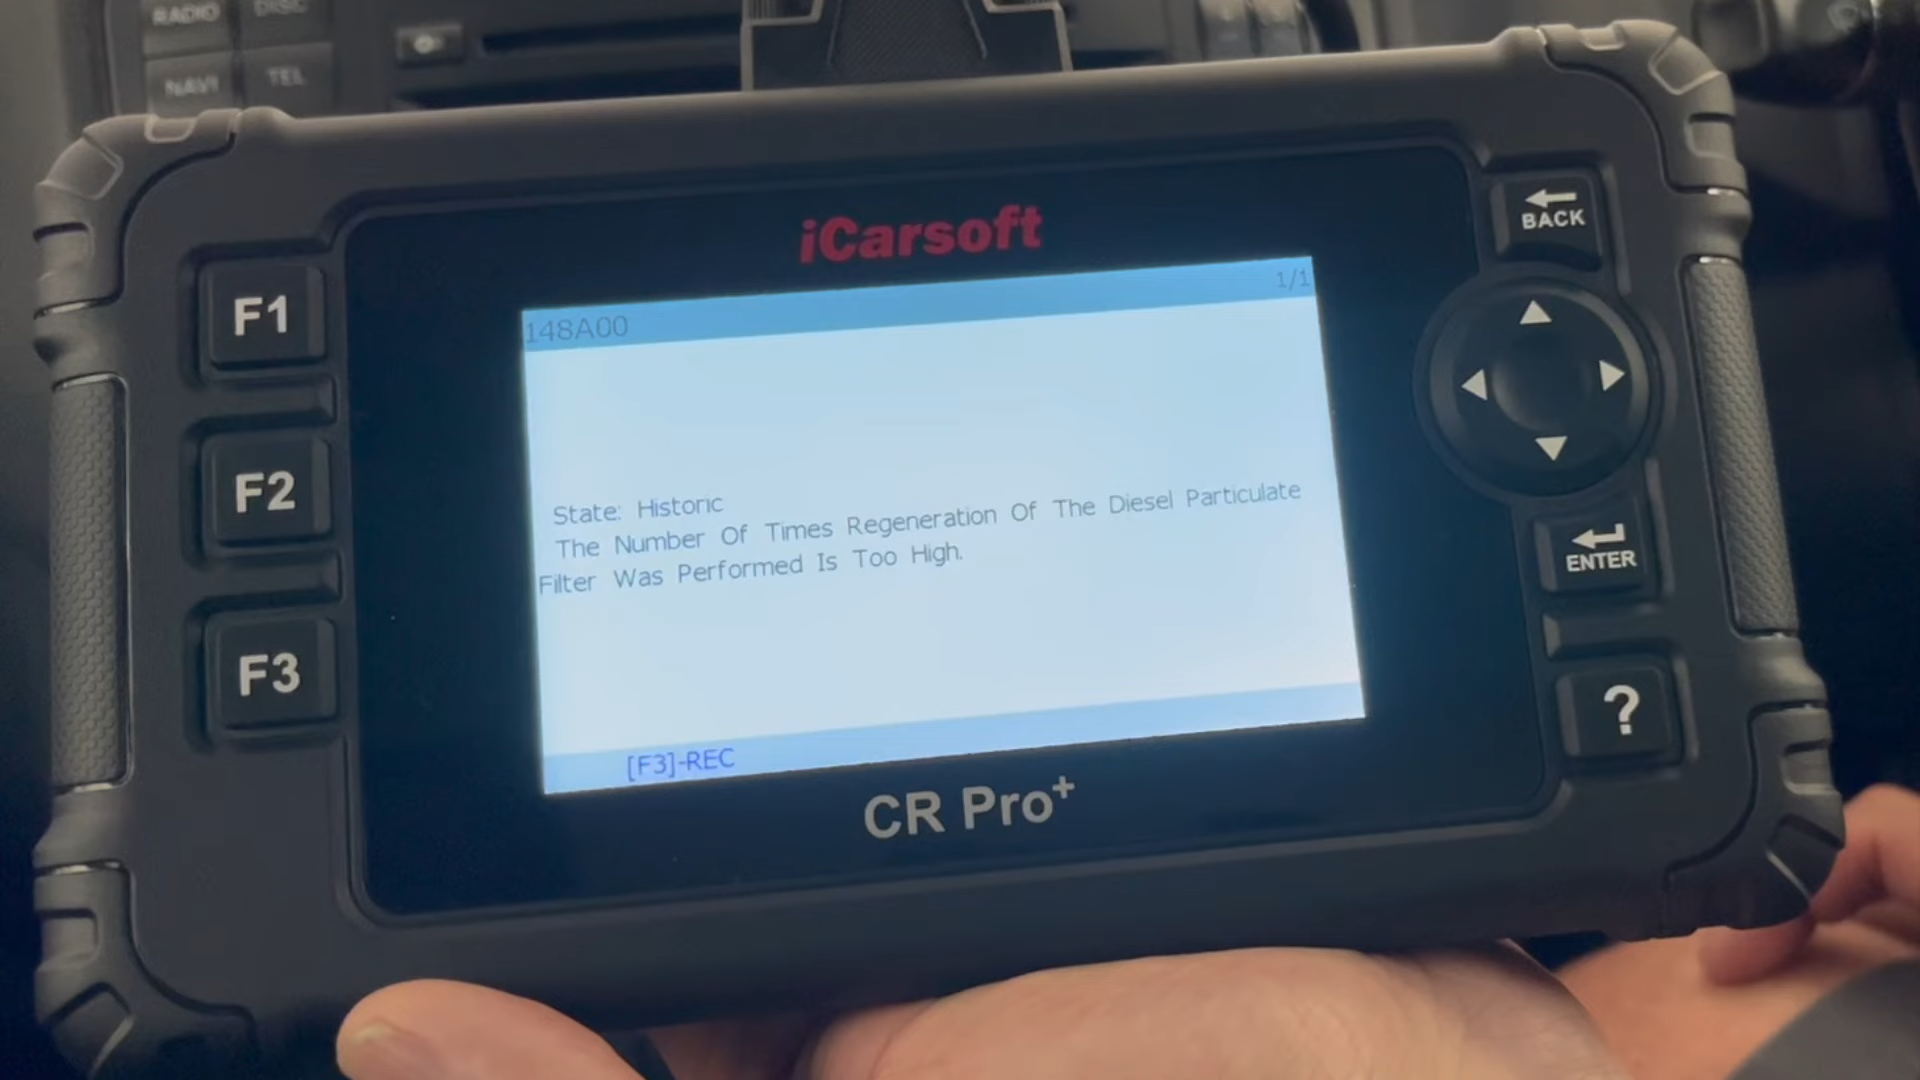 RADIO
DISC
NAVI
TEL
BACK
iCarsoft
F1
F2
F3
148A00
1/1
State: Historic
The Number Of Times Regeneration Of The Diesel Particulate
Filter Was Performed Is Too High.
[F3]-REC
ENTER
?
CR Pro+